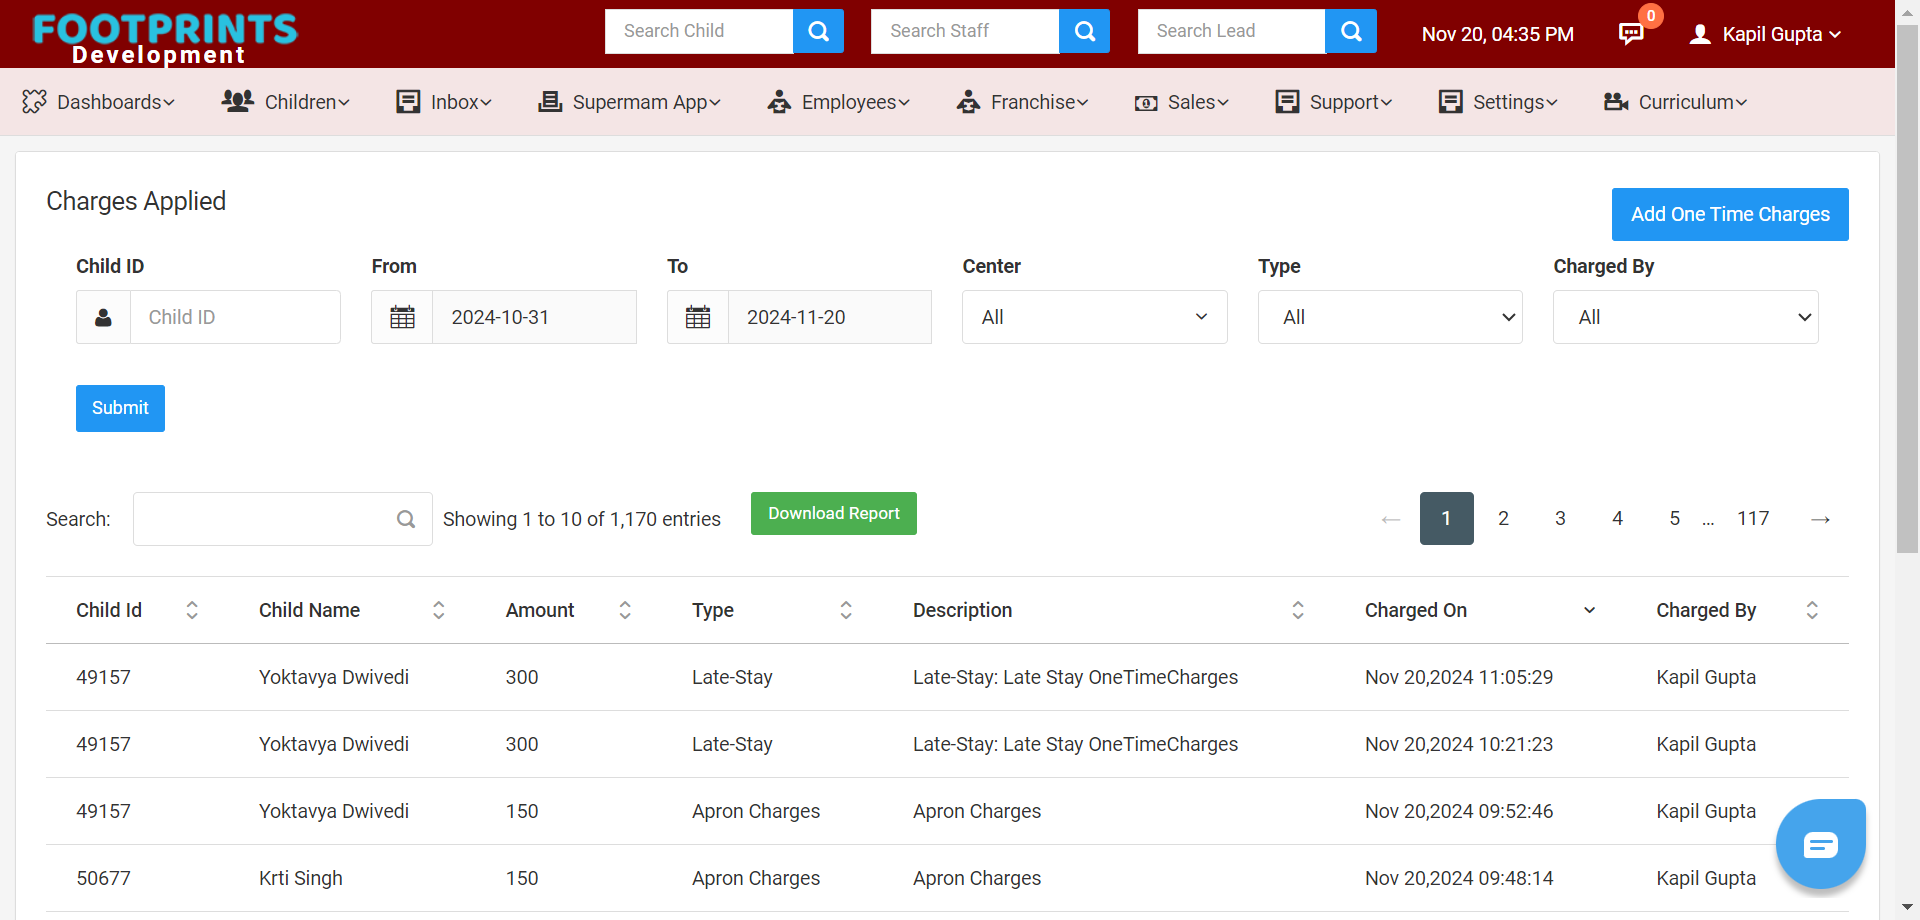 FOOTPRINTS
Development
Search Child
Search Staff
Search Lead
Nov 20, 04:35 PM
0
Kapil Gupta
Dashboards
Children
Inbox
Supermam App
Employees
Franchise
Sales
Support
Settings
Curriculum
Charges Applied
Add One Time Charges
Child ID
From
To
Center
Type
Charged By
Child ID
2024-10-31
2024-11-20
All
All
All
Submit
Search:
Showing 1 to 10 of 1,170 entries
Download Report
← 1 2 3 4 5 ... 117 →
Child Id Child Name Amount Type Description Charged On Charged By
49157 Yoktavya Dwivedi 300 Late-Stay Late-Stay: Late Stay OneTimeCharges Nov 20,2024 11:05:29 Kapil Gupta
49157 Yoktavya Dwivedi 300 Late-Stay Late-Stay: Late Stay OneTimeCharges Nov 20,2024 10:21:23 Kapil Gupta
49157 Yoktavya Dwivedi 150 Apron Charges Apron Charges Nov 20,2024 09:52:46 Kapil Gupta
50677 Krti Singh 150 Apron Charges Apron Charges Nov 20,2024 09:48:14 Kapil Gupta